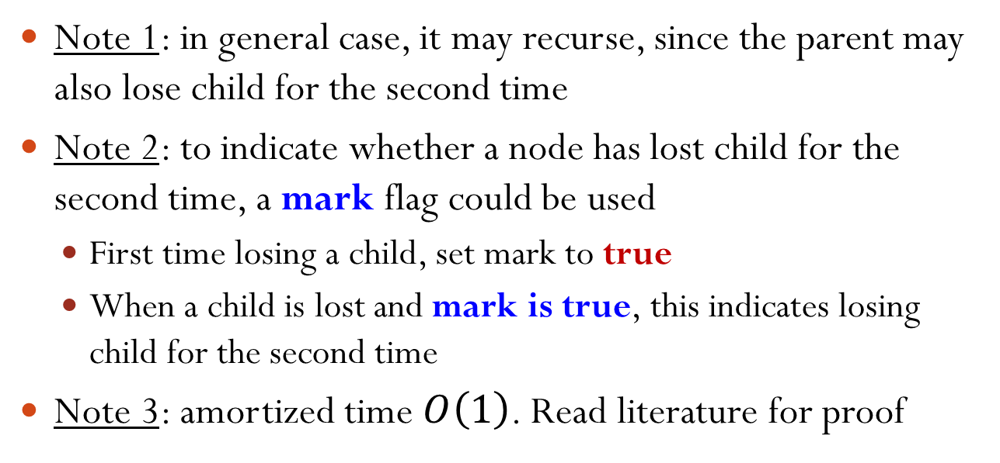 • Note 1: in general case, it may recurse, since the parent may
also lose child for the second time
• Note 2: to indicate whether a node has lost child for the
second time, a mark flag could be used
• First time losing a child, set mark to true
• When a child is lost and mark is true, this indicates losing
child for the second time
• Note 3: amortized time O(1). Read literature for proof